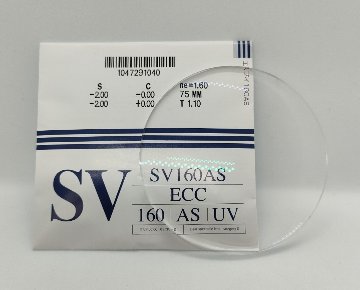 1047291040
S C ne=1.60
-2.00 -0.00 75 MM
-2.00 +0.00 T 1.10
SV
SV160AS
ECC
160 AS UV